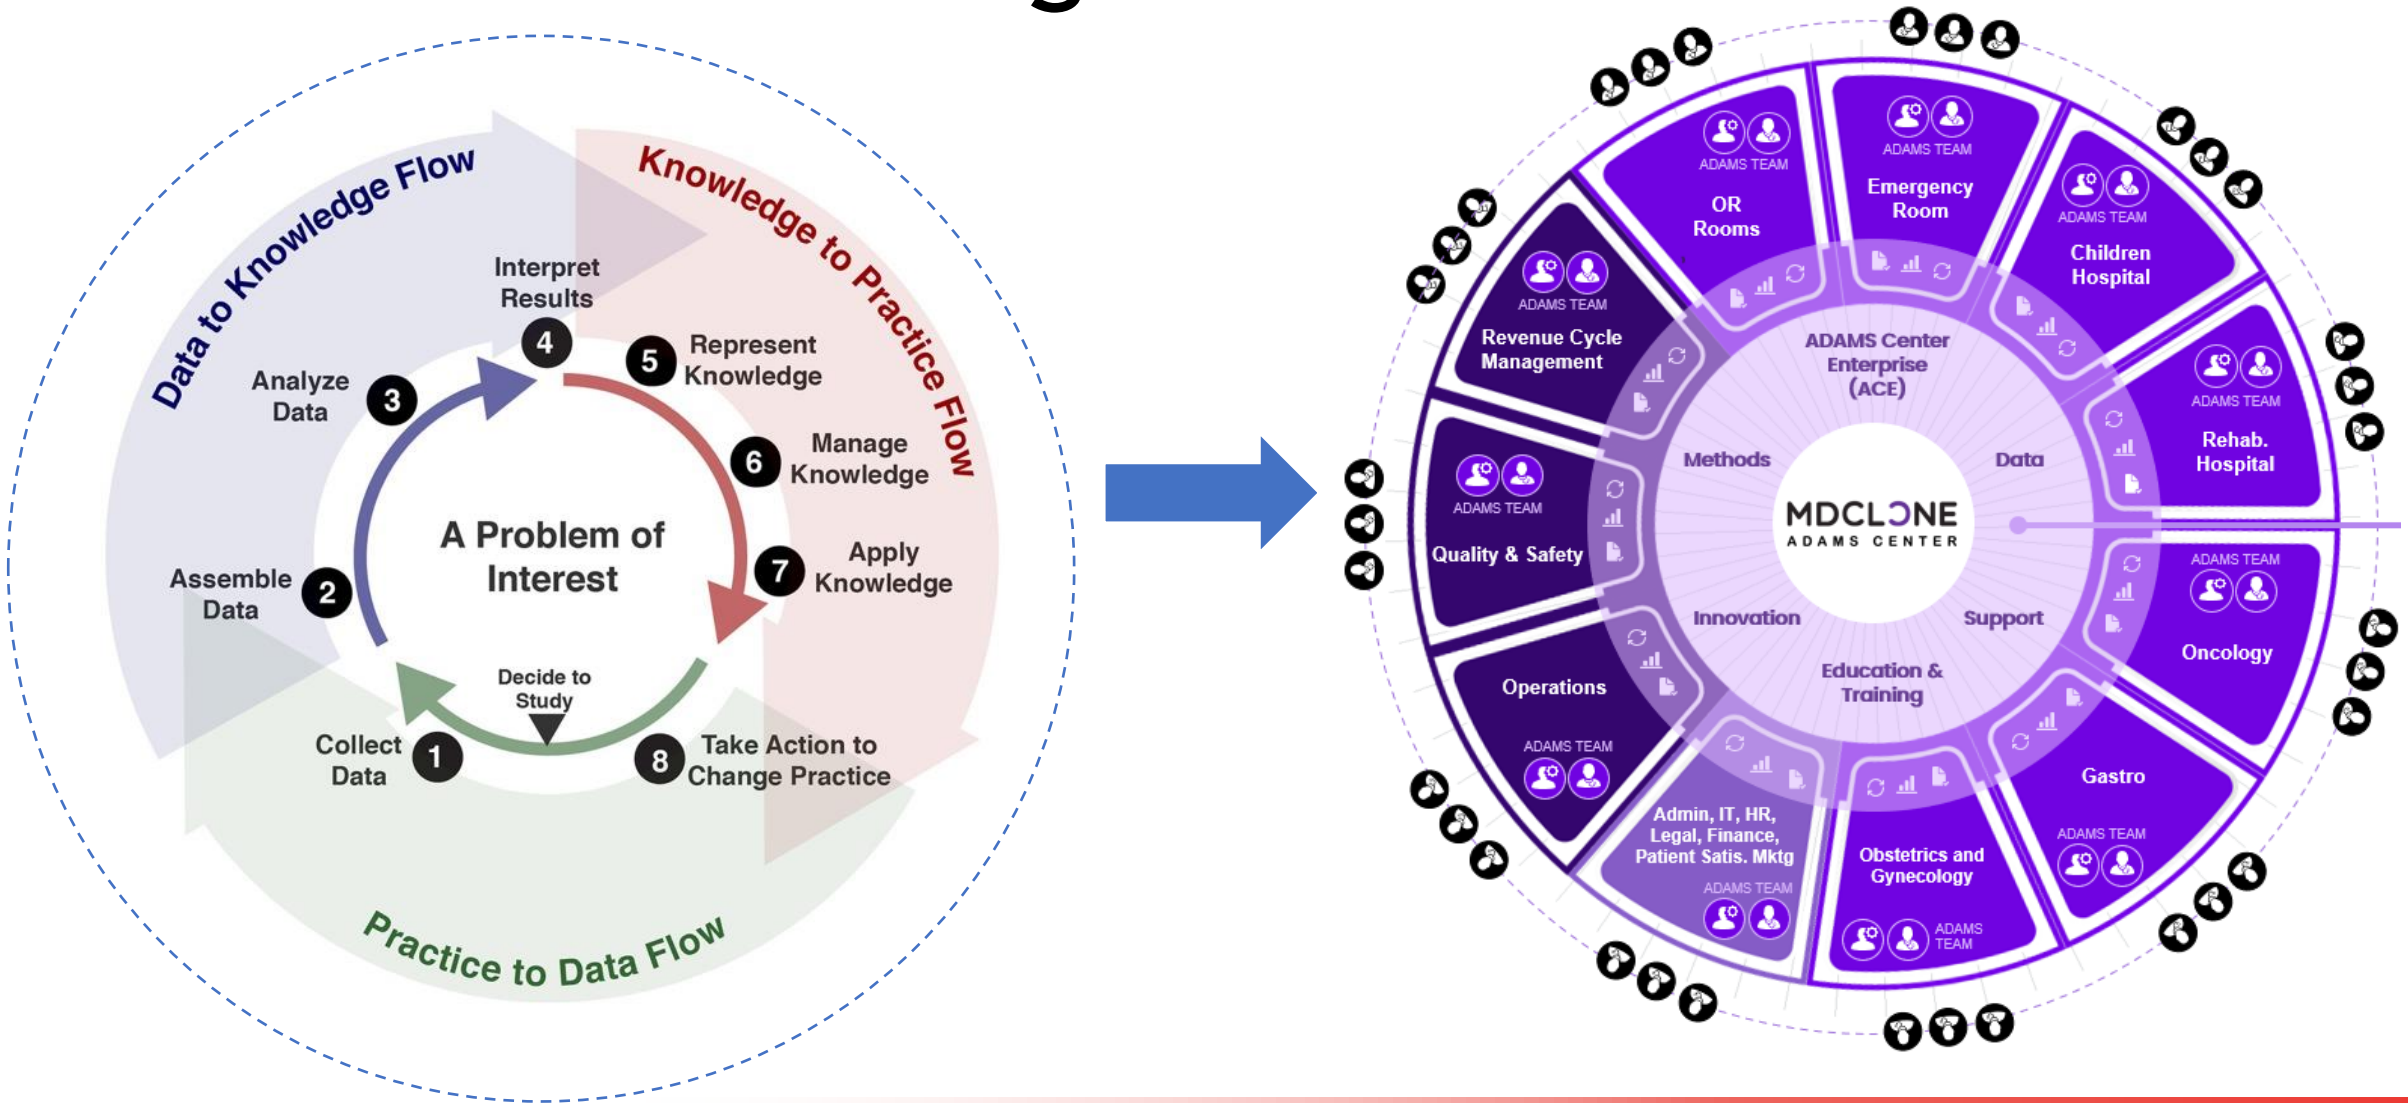 Data to Knowledge Flow
Knowledge to Practice Flow
Practice to Data Flow
Interpret
Results
4
5
Represent
Knowledge
Analyze
Data
3
6
Manage
Knowledge
A Problem of
Interest
Assemble
Data
2
7
Apply
Knowledge
Decide to
Study
Collect
Data
1
8
Take Action to
Change Practice
ADAMS TEAM
OR
Rooms
ADAMS TEAM
Emergency
Room
ADAMS TEAM
Children
Hospital
ADAMS TEAM
Rehab.
Hospital
ADAMS TEAM
Oncology
Gastro
ADAMS TEAM
Obstetrics and
Gynecology
ADAMS
TEAM
Admin, IT, HR,
Legal, Finance,
Patient Satis. Mktg
ADAMS TEAM
Operations
ADAMS TEAM
ADAMS TEAM
Quality & Safety
ADAMS TEAM
Revenue Cycle
Management
ADAMS Center
Enterprise
(ACE)
Methods
Data
MDCLONE
ADAMS CENTER
Innovation
Support
Education &
Training